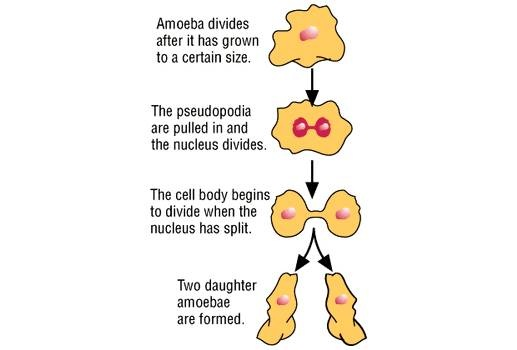 Amoeba divides
after it has grown
to a certain size.
The pseudopodia
are pulled in and
the nucleus divides.
The cell body begins
to divide when the
nucleus has split.
Two daughter
amoebae
are formed.